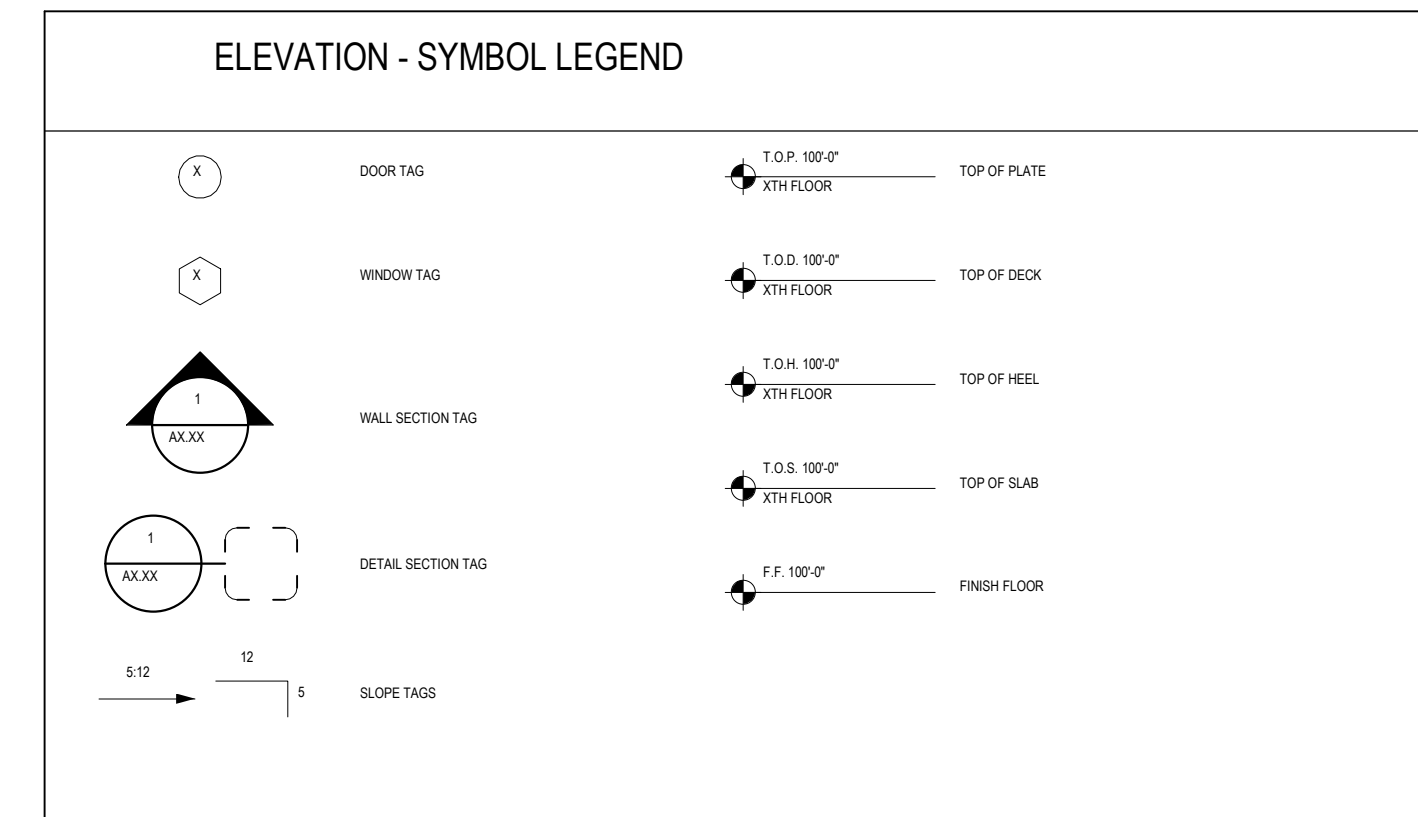 ELEVATION - SYMBOL LEGEND
X
DOOR TAG
X
WINDOW TAG
1
AX.XX
WALL SECTION TAG
1
AX.XX
DETAIL SECTION TAG
5:12
12
5
SLOPE TAGS
T.O.P. 100'-0"
XTH FLOOR
TOP OF PLATE
T.O.D. 100'-0"
XTH FLOOR
TOP OF DECK
T.O.H. 100'-0"
XTH FLOOR
TOP OF HEEL
T.O.S. 100'-0"
XTH FLOOR
TOP OF SLAB
F.F. 100'-0"
FINISH FLOOR